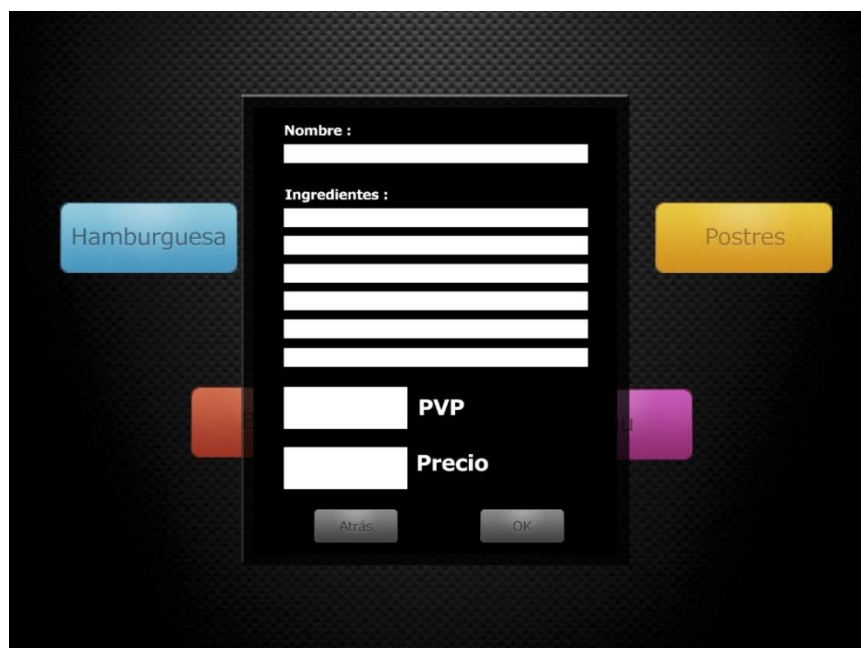 Nombre :
Ingredientes :
Hamburguesa
Postres
PVP
Precio
Atrás
OK